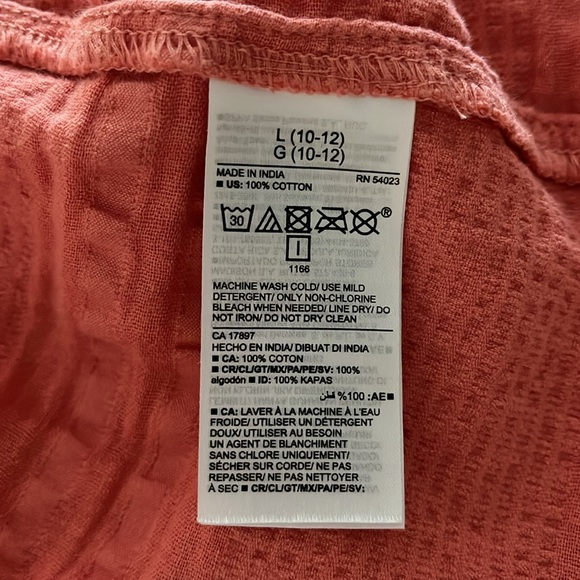 L (10-12)
G (10-12)
MADE IN INDIA RN 54023
■ US: 100% COTTON
30 ®
I
1166
MACHINE WASH COLD/ USE MILD
DETERGENT/ ONLY NON-CHLORINE
BLEACH WHEN NEEDED/ LINE DRY/ DO
NOT IRON/ DO NOT DRY CLEAN
CA 17897
HECHO EN INDIA/ DIBUAT DI INDIA
■ CA: 100% COTON
■ CR/CL/GT/MX/PA/PE/SV: 100%
algodón ■ ID: 100% KAPAS
■AE: 100% قطن
■ CA: LAVER À LA MACHINE À L'EAU
FROIDE/ UTILISER UN DÉTERGENT
DOUX/ UTILISER AU BESOIN
UN AGENT DE BLANCHIMENT
SANS CHLORE UNIQUEMENT/
SÉCHER SUR CORDE/ NE PAS
REPASSER/ NE PAS NETTOYER
À SEC ■ CR/CL/GT/MX/PA/PE/SV: